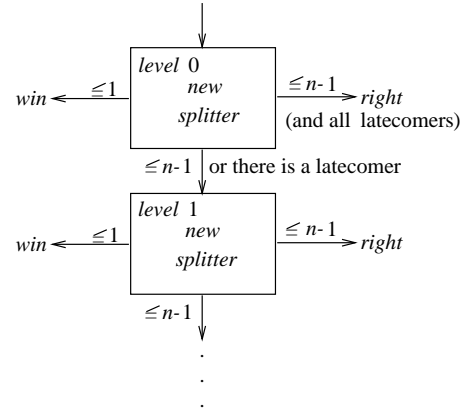 level 0
new
splitter
win
≦1
≦n-1
right
(and all latecomers)
≦n-1 or there is a latecomer
level 1
new
splitter
win
≦1
≦ n-1
right
≦n-1
.
.
.